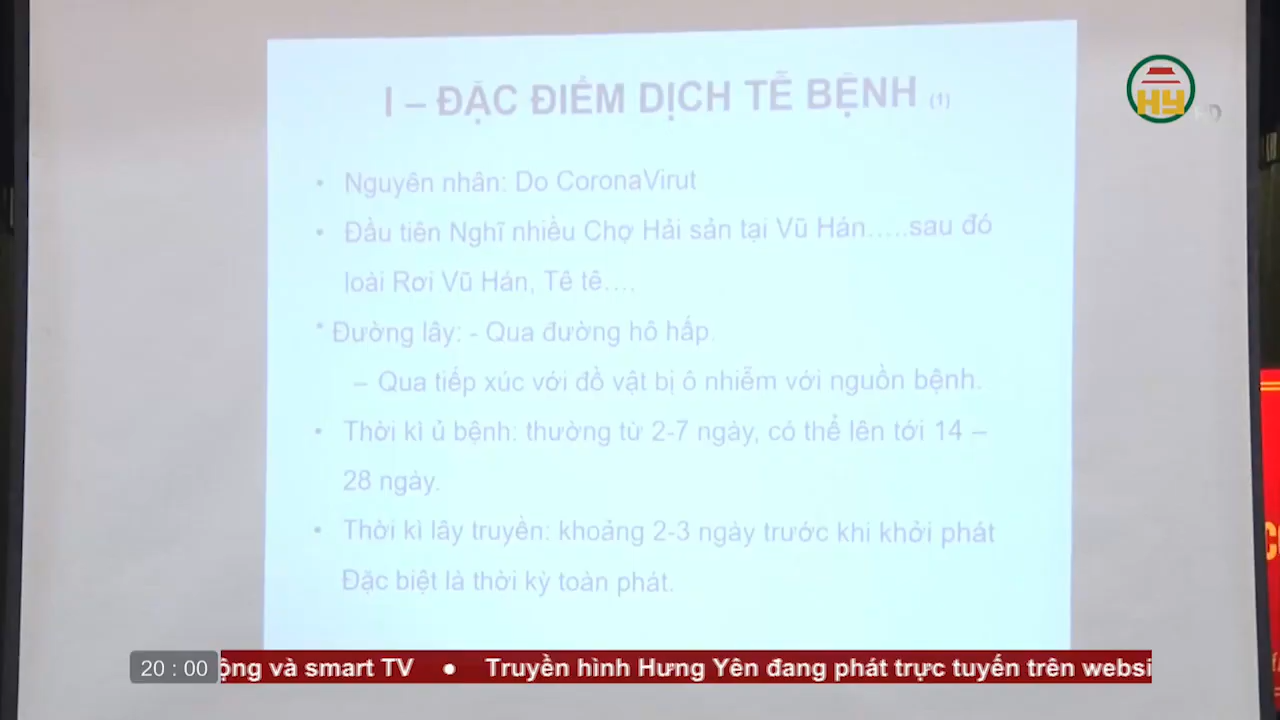 HY
I – ĐẶC ĐIỂM DỊCH TỄ BỆNH (1)
• Nguyên nhân: Do CoronaVirut
• Đầu tiên Nghĩ nhiều Chợ Hải sản tại Vũ Hán…..sau đó
loài Rơi Vũ Hán, Tê tê….
* Đường lây: - Qua đường hô hấp.
– Qua tiếp xúc với đồ vật bị ô nhiễm với nguồn bệnh.
• Thời kì ủ bệnh: thường từ 2-7 ngày, có thể lên tới 14 –
28 ngày.
• Thời kì lây truyền: khoảng 2-3 ngày trước khi khởi phát
Đặc biệt là thời kỳ toàn phát.
20 : 00 ộng và smart TV • Truyền hình Hưng Yên đang phát trực tuyến trên websi